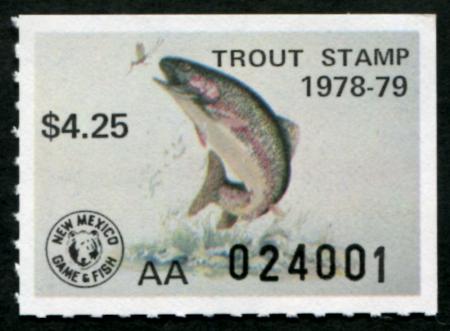 TROUT STAMP
1978-79
$4.25
NEW MEXICO
GAME & FISH
AA 024001